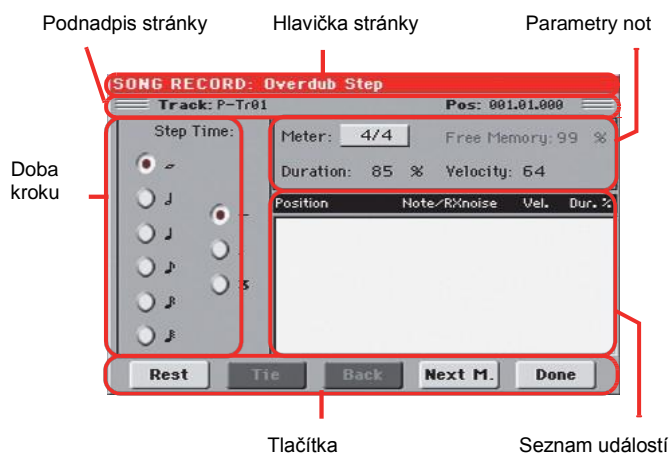 Podnadpis stránky Hlavička stránky Parametry not
SONG RECORD: Overdub Step
Track: P-Tr01 Pos: 001.01.000
Step Time:
Meter: 4/4 Free Memory: 99 %
Duration: 85 % Velocity: 64
Doba
kroku
Position Note/RXnoise Vel. Dur.%
3
Rest Tie Back Next M. Done
Tlačítka Seznam událostí